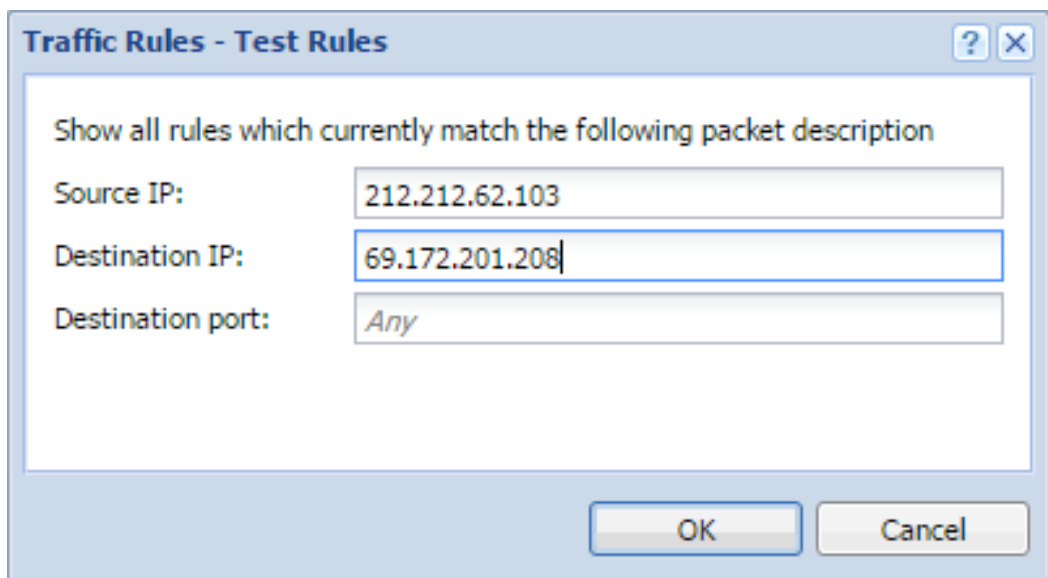 Traffic Rules - Test Rules
?
Show all rules which currently match the following packet description
Source IP: 212.212.62.103
Destination IP: 69.172.201.208
Destination port: Any
OK Cancel